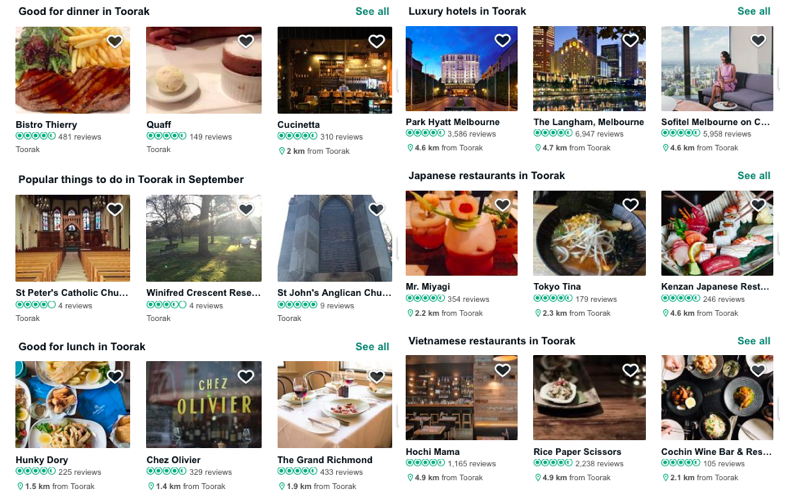 Good for dinner in Toorak
See all
Bistro Thierry
481 reviews
Toorak
Quaff
149 reviews
Toorak
Cucinetta
310 reviews
2 km from Toorak
Popular things to do in Toorak in September
St Peter's Catholic Chu...
4 reviews
Toorak
Winifred Crescent Rese...
4 reviews
Toorak
St John's Anglican Chu...
9 reviews
Toorak
Good for lunch in Toorak
See all
Hunky Dory
225 reviews
1.5 km from Toorak
CHEZ
OLIVIER
Chez Olivier
329 reviews
1.4 km from Toorak
The Grand Richmond
433 reviews
1.9 km from Toorak
Luxury hotels in Toorak
See all
Park Hyatt Melbourne
3,586 reviews
4.6 km from Toorak
The Langham, Melbourne
6,947 reviews
4.7 km from Toorak
Sofitel Melbourne on C...
5,958 reviews
4.6 km from Toorak
Japanese restaurants in Toorak
See all
Mr. Miyagi
354 reviews
2.2 km from Toorak
Tokyo Tina
179 reviews
2.3 km from Toorak
Kenzan Japanese Rest...
246 reviews
4.6 km from Toorak
Vietnamese restaurants in Toorak
See all
Hochi Mama
1,165 reviews
4.9 km from Toorak
Rice Paper Scissors
2,238 reviews
4.9 km from Toorak
Cochin Wine Bar & Res...
105 reviews
2.1 km from Toorak